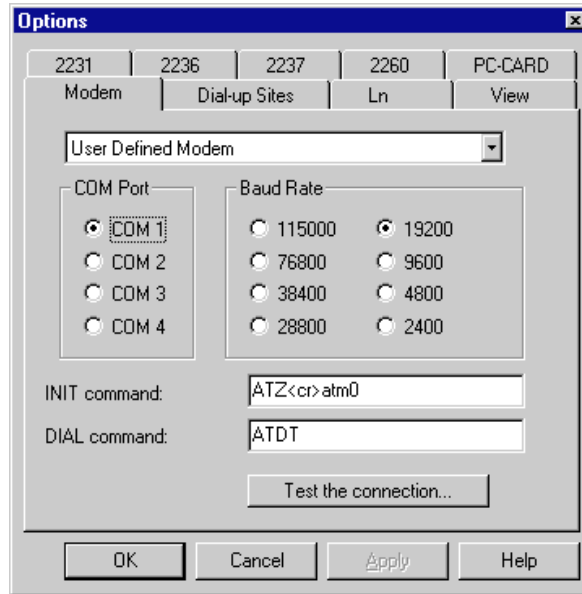 Options
2231 2236 2237 2260 PC-CARD
Modem Dial-up Sites Ln View
User Defined Modem
COM Port Baud Rate
COM 1 115000 19200
COM 2 76800 9600
COM 3 38400 4800
COM 4 28800 2400
INIT command: ATZ<cr>atm0
DIAL command: ATDT
Test the connection...
OK Cancel Apply Help